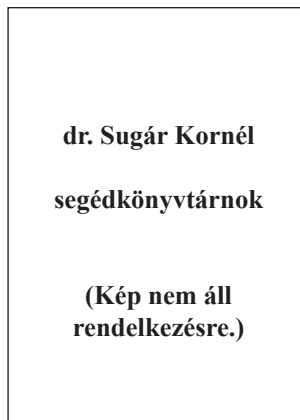 dr. Sugár Kornél
segédkönyvtárnok
(Kép nem áll
rendelkezésre.)